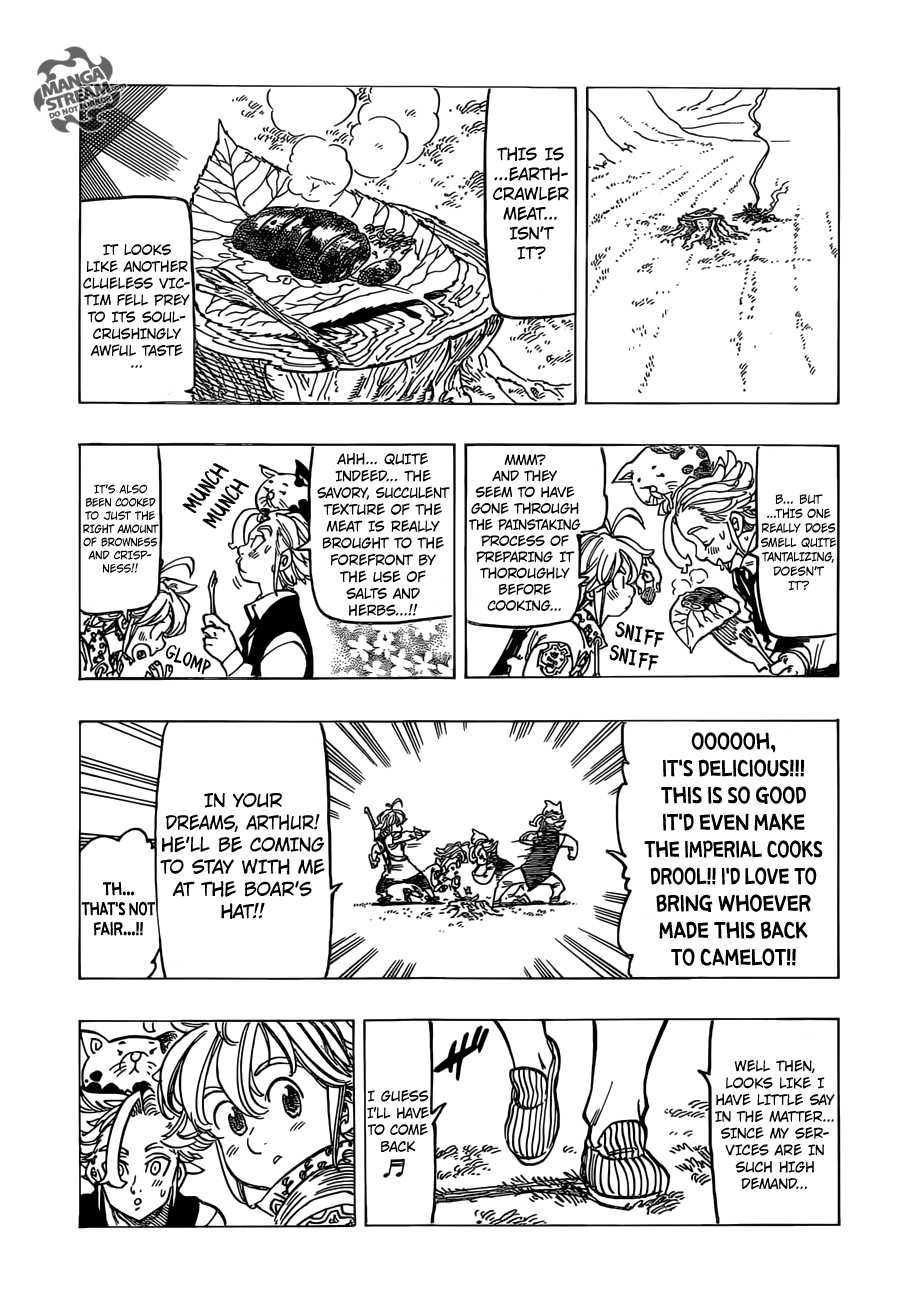 MANGA
STREAM
THIS IS
...EARTH-
CRAWLER
MEAT...
ISN'T
IT?
IT LOOKS
LIKE ANOTHER
CLUELESS VIC-
TIM FELL PREY
TO ITS SOUL-
CRUSHINGLY
AWFUL TASTE
...
B... BUT
...THIS ONE
REALLY DOES
SMELL QUITE
TANTALIZING,
DOESN'T
IT?
MMM?
AND THEY
SEEM TO HAVE
GONE THROUGH
THE PAINSTAKING
PROCESS OF
PREPARING IT
THOROUGHLY
BEFORE
COOKING...
SNIFF
SNIFF
AHH... QUITE
INDEED... THE
SAVORY, SUCCULENT
TEXTURE OF THE
MEAT IS REALLY
BROUGHT TO THE
FOREFRONT BY
THE USE OF
SALTS AND
HERBS...!!
MUNCH
MUNCH
IT'S ALSO
BEEN COOKED
TO JUST THE
RIGHT AMOUNT
OF BROWNESS
AND CRISP-
NESS!!
GLOMP
OOOOOH,
IT'S DELICIOUS!!!
THIS IS SO GOOD
IT'D EVEN MAKE
THE IMPERIAL COOKS
DROOL!! I'D LOVE TO
BRING WHOEVER
MADE THIS BACK
TO CAMELOT!!
IN YOUR
DREAMS, ARTHUR!
HE'LL BE COMING
TO STAY WITH ME
AT THE BOAR'S
HAT!!
TH...
THAT'S NOT
FAIR...!!
WELL THEN,
LOOKS LIKE I
HAVE LITTLE SAY
IN THE MATTER...
SINCE MY SER-
VICES ARE IN
SUCH HIGH
DEMAND...
I GUESS
I'LL HAVE
TO COME
BACK
♫